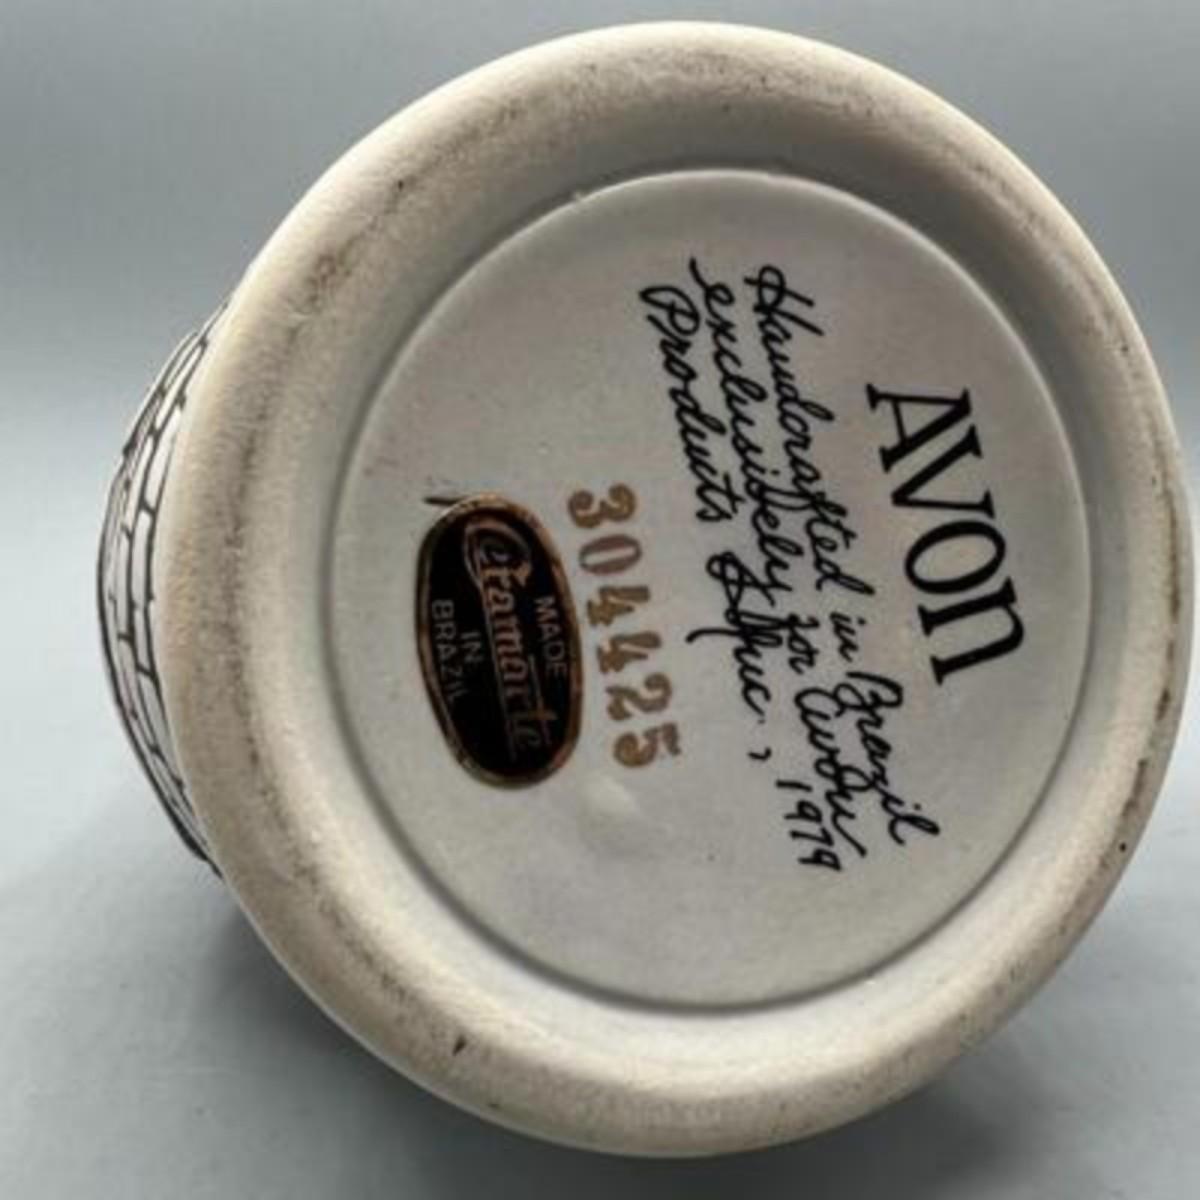 AVON
Handcrafted in Brazil
exclusively for Avon
Products Inc., 1979
304425
MADE
Ceramarte
IN
BRAZIL